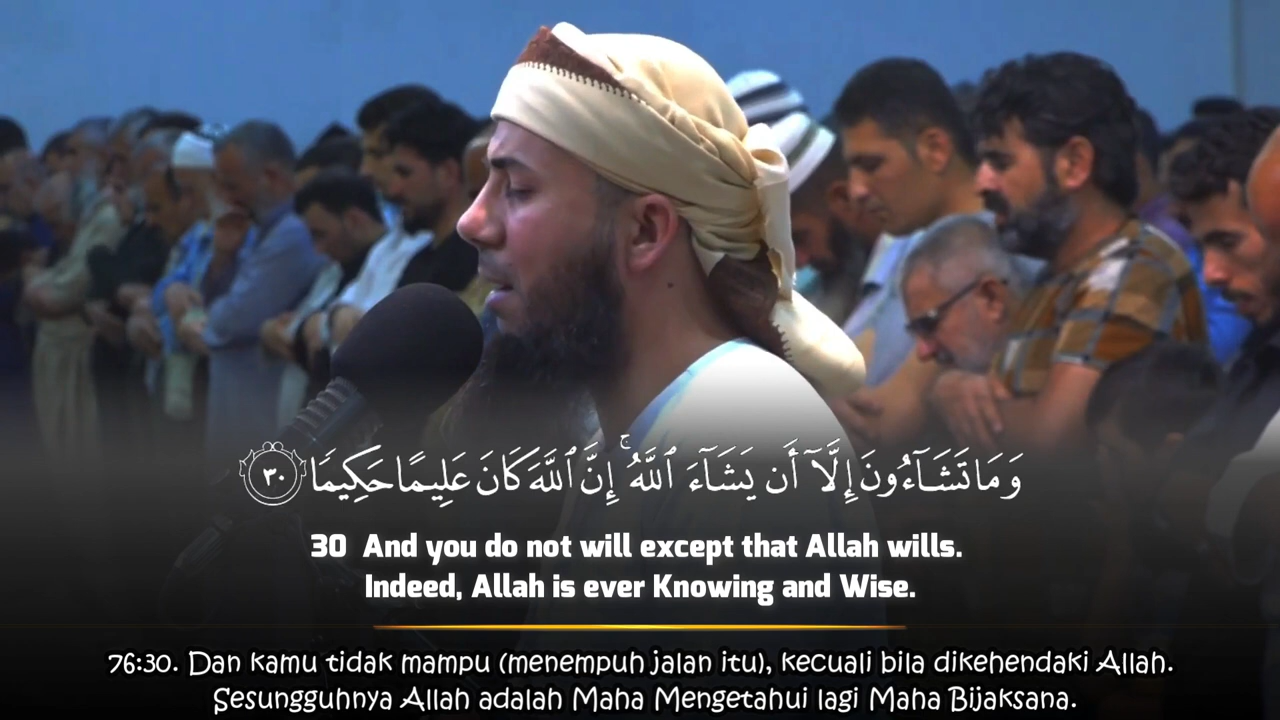 وَمَا تَشَآءُونَ إِلَّآ أَن يَشَآءَ ٱللَّهُ ۚ إِنَّ ٱللَّهَ كَانَ عَلِيمًا حَكِيمًا ٣٠
30 And you do not will except that Allah wills.
Indeed, Allah is ever Knowing and Wise.
76:30. Dan kamu tidak mampu (menempuh jalan itu), kecuali bila dikehendaki Allah.
Sesungguhnya Allah adalah Maha Mengetahui lagi Maha Bijaksana.